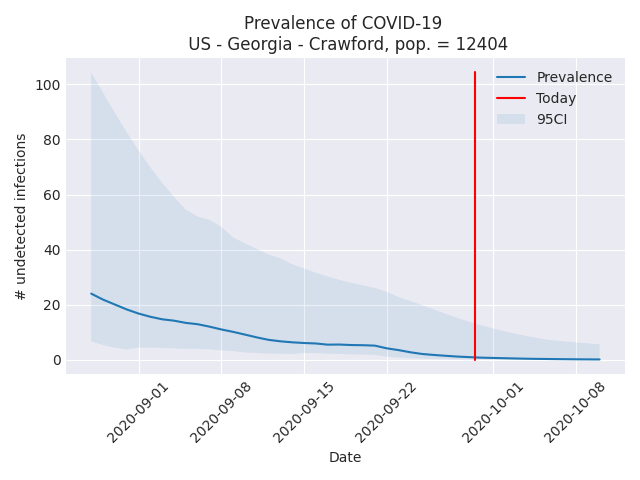 Prevalence of COVID-19
US - Georgia - Crawford, pop. = 12404
# undetected infections
100
80
60
40
20
0
Prevalence
Today
95CI
2020-09-01
2020-09-08
2020-09-15
2020-09-22
2020-10-01
2020-10-08
Date